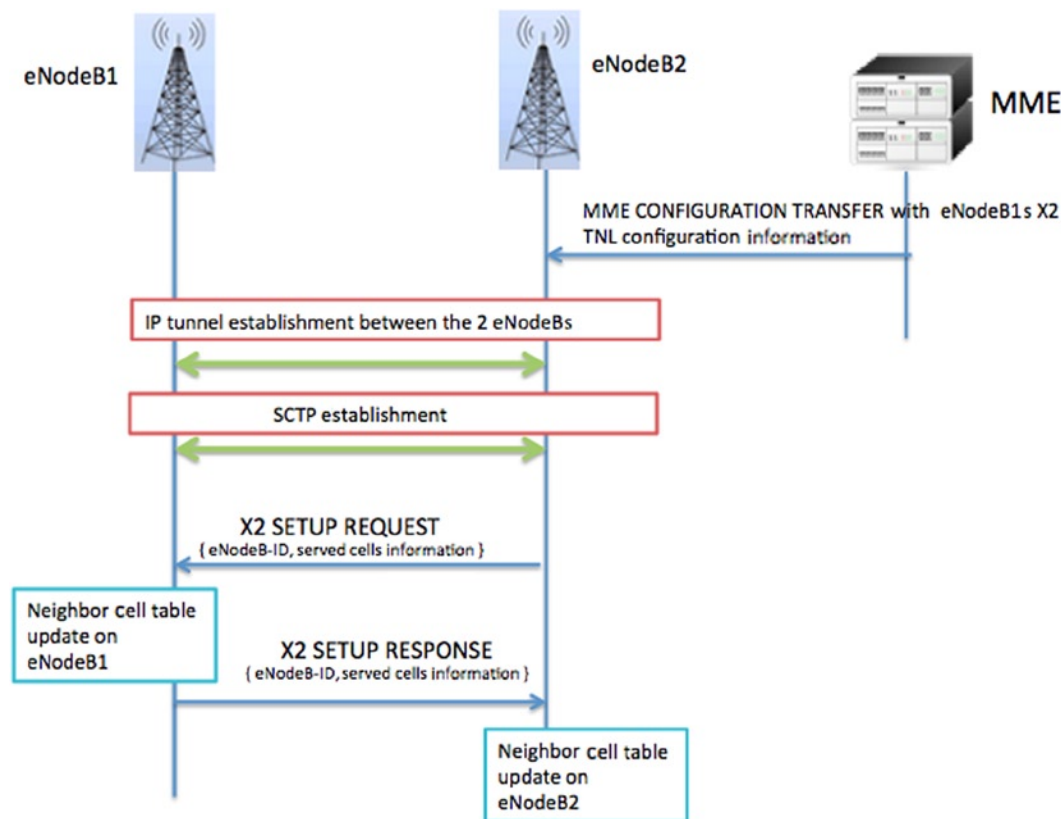 eNodeB1
eNodeB2
MME
MME CONFIGURATION TRANSFER with eNodeB1s X2
TNL configuration information
IP tunnel establishment between the 2 eNodeBs
SCTP establishment
X2 SETUP REQUEST
{ eNodeB-ID, served cells information }
Neighbor cell table
update on
eNodeB1
X2 SETUP RESPONSE
{ eNodeB-ID, served cells information }
Neighbor cell table
update on
eNodeB2